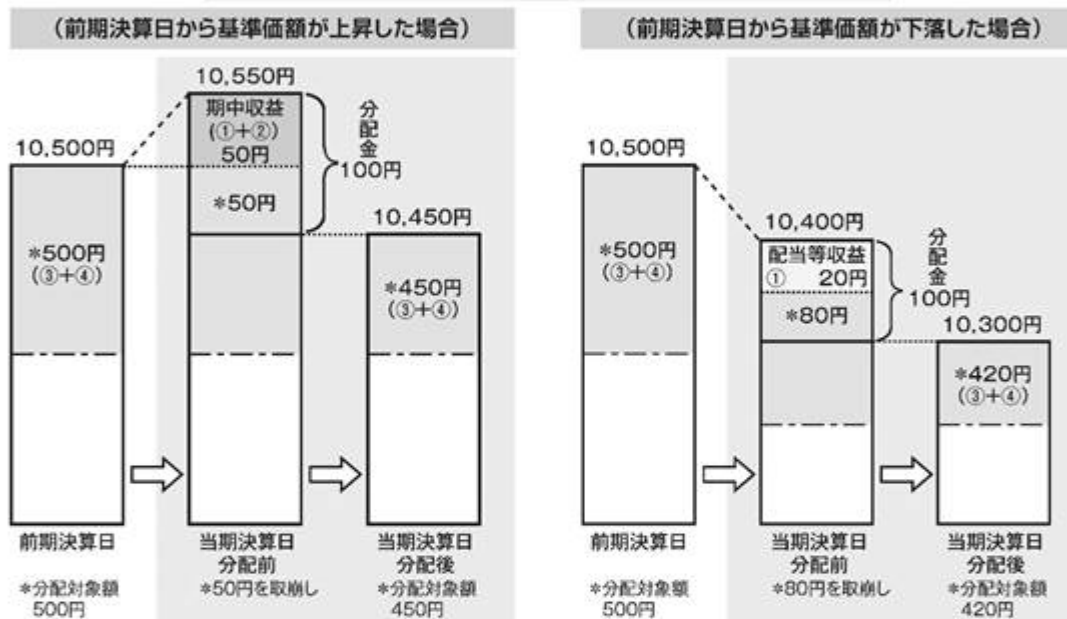 (前期決算日から基準価額が上昇した場合)
10,550円
期中収益
(①+②)
50円
*50円
分配金
100円
10,500円
*500円
(③+④)
10,450円
*450円
(③+④)
前期決算日
*分配対象額
500円
当期決算日
分配前
*50円を取崩し
当期決算日
分配後
*分配対象額
450円
(前期決算日から基準価額が下落した場合)
10,500円
*500円
(③+④)
10,400円
配当等収益
① 20円
*80円
分配金
100円
10,300円
*420円
(③+④)
前期決算日
*分配対象額
500円
当期決算日
分配前
*80円を取崩し
当期決算日
分配後
*分配対象額
420円